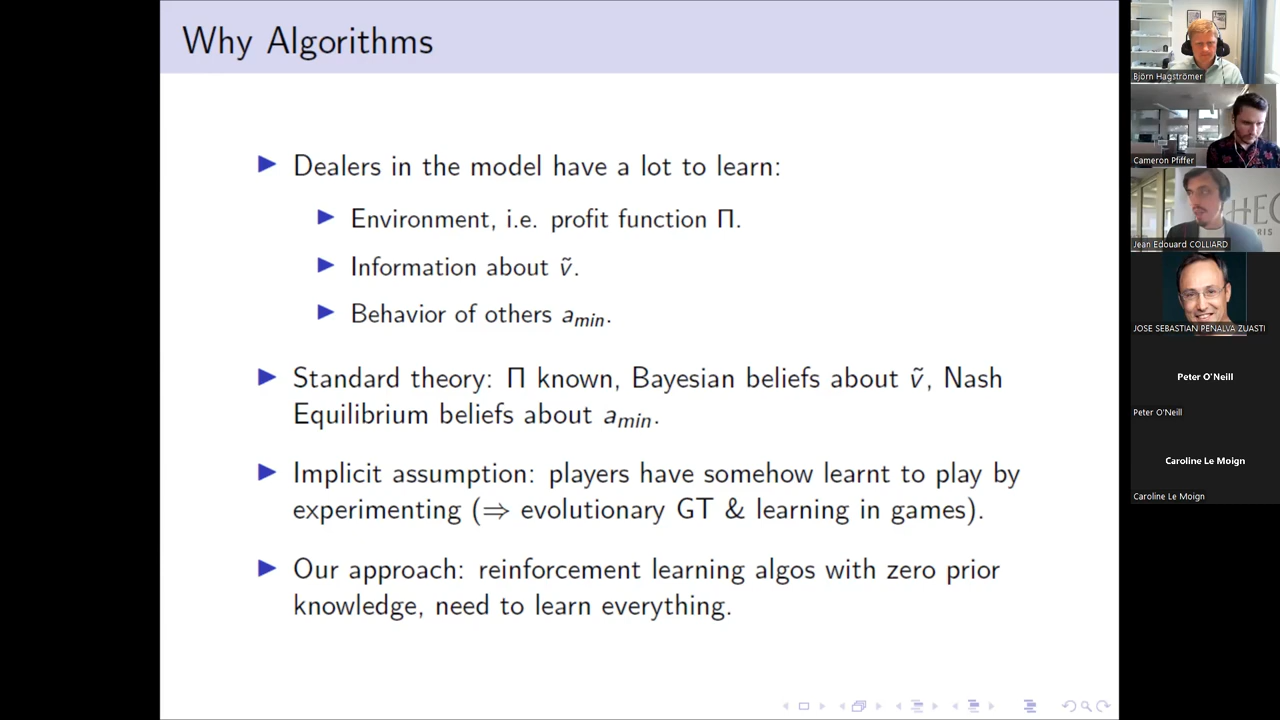 Why Algorithms
▶ Dealers in the model have a lot to learn:
▶ Environment, i.e. profit function Π.
▶ Information about ṽ.
▶ Behavior of others a_min.
▶ Standard theory: Π known, Bayesian beliefs about ṽ, Nash
Equilibrium beliefs about a_min.
▶ Implicit assumption: players have somehow learnt to play by
experimenting (⇒ evolutionary GT & learning in games).
▶ Our approach: reinforcement learning algos with zero prior
knowledge, need to learn everything.
Björn Hagströmer
Cameron Pfiffer
HEC
RIS
Jean Edouard COLLIARD
JOSE SEBASTIAN PENALVA ZUASTI
Peter O'Neill
Peter O'Neill
Caroline Le Moign
Caroline Le Moign